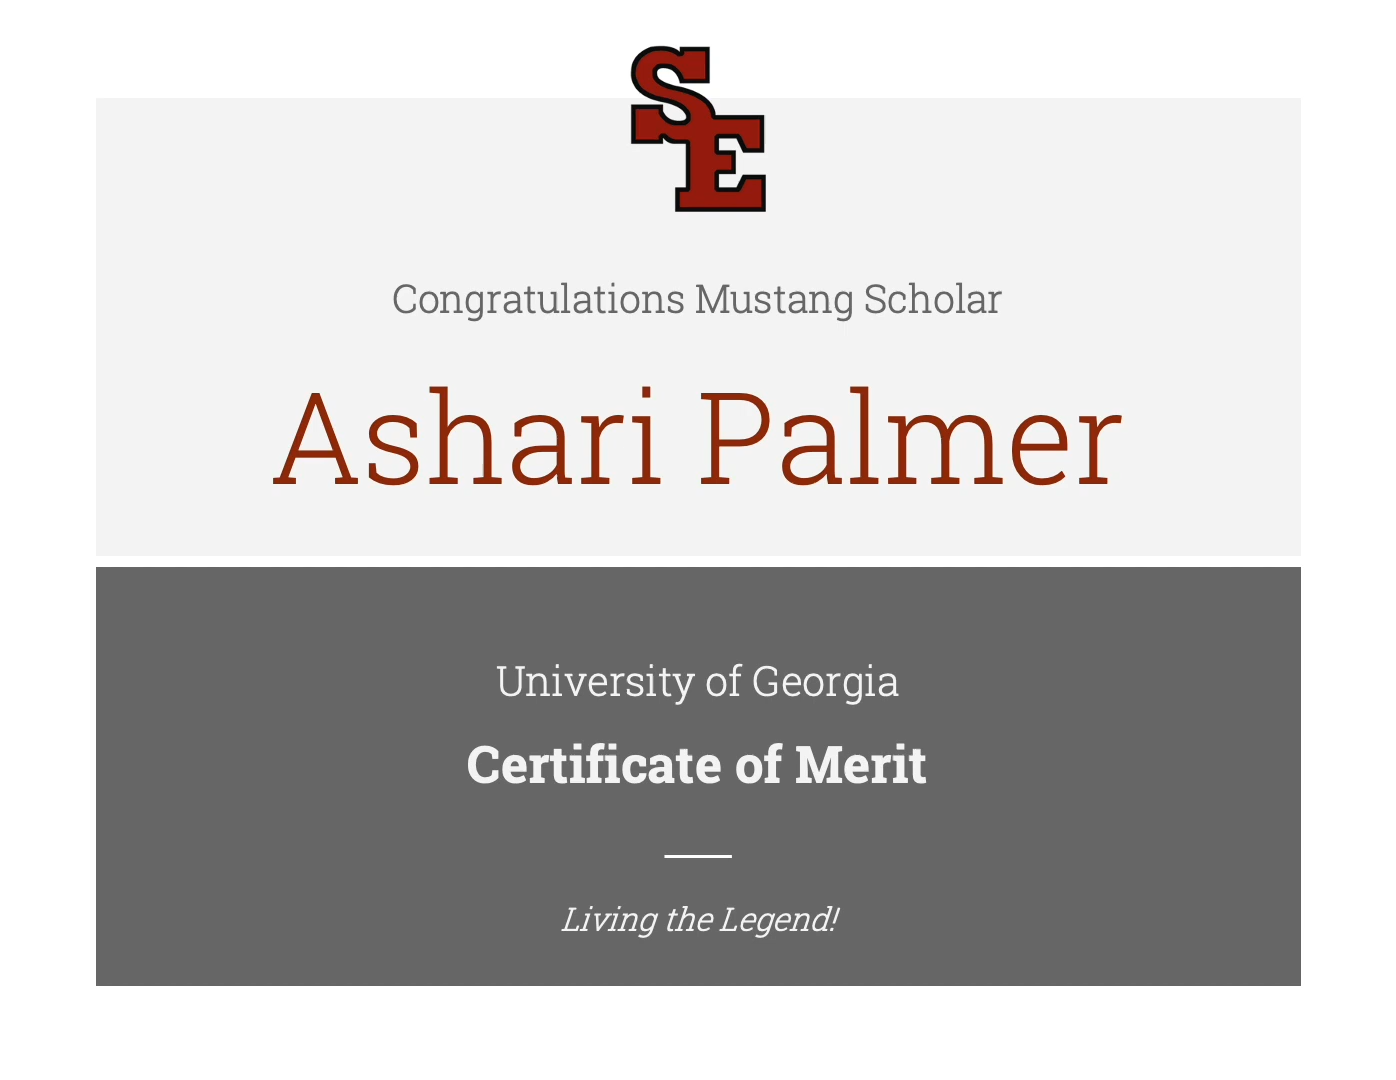 SE
Congratulations Mustang Scholar
Ashari Palmer
University of Georgia
Certificate of Merit
Living the Legend!